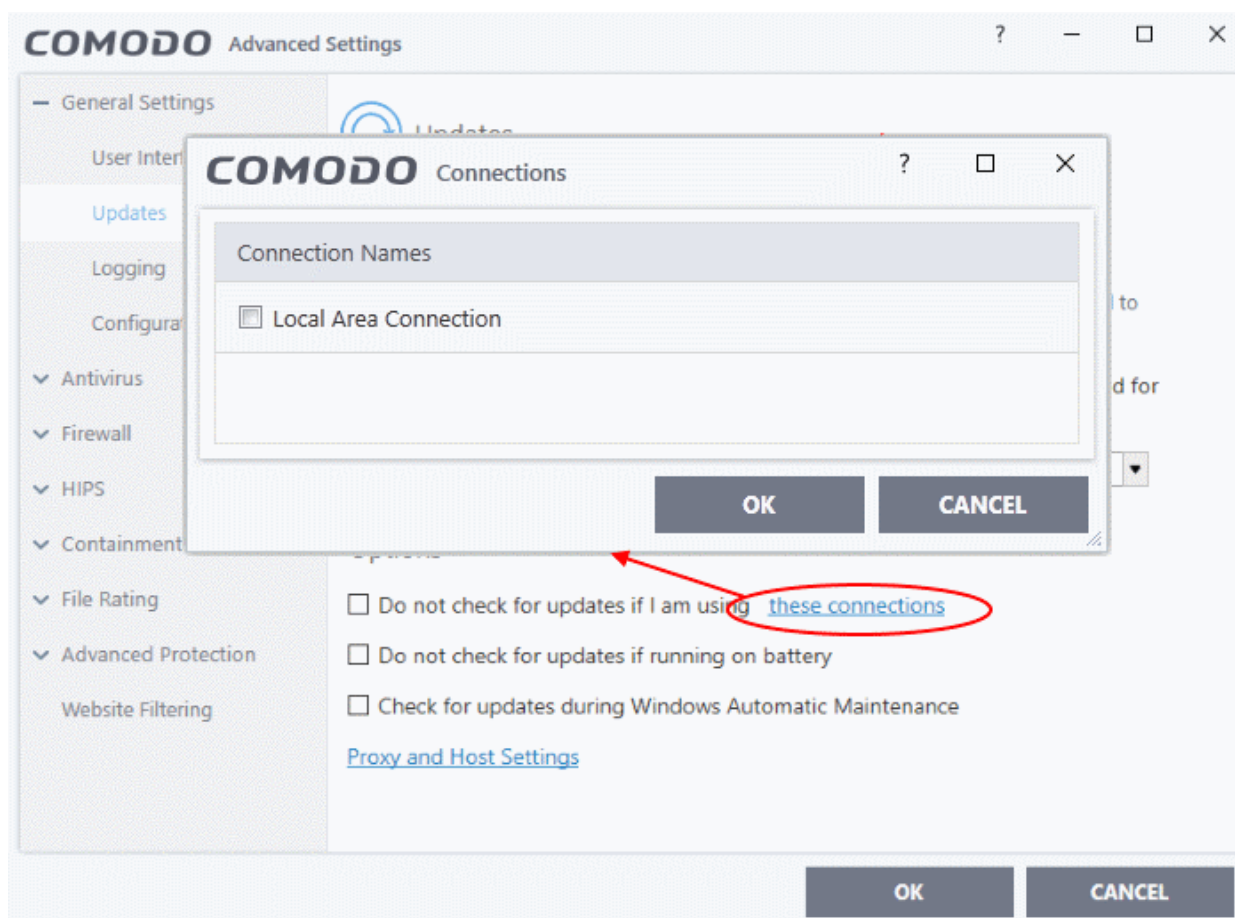 COMODO Advanced Settings ?
General Settings
Updates
User Inter
COMODO Connections ?
Updates
Connection Names
Logging
Local Area Connection
to
Configura
Antivirus
d for
Firewall
HIPS
OK CANCEL
Containment
Options
File Rating
Do not check for updates if I am using these connections
Advanced Protection
Do not check for updates if running on battery
Website Filtering
Check for updates during Windows Automatic Maintenance
Proxy and Host Settings
OK CANCEL